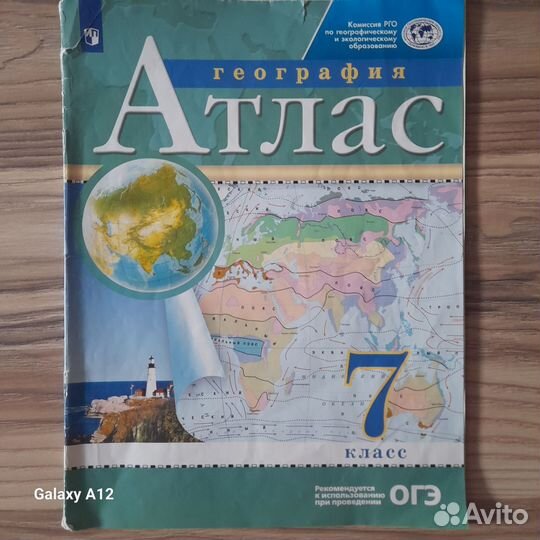 Комиссия РГО
по географическому
и экологическому
образованию
география
Атлас
7
класс
Рекомендуется
к использованию
при проведении
ОГЭ
Galaxy A12
Avito